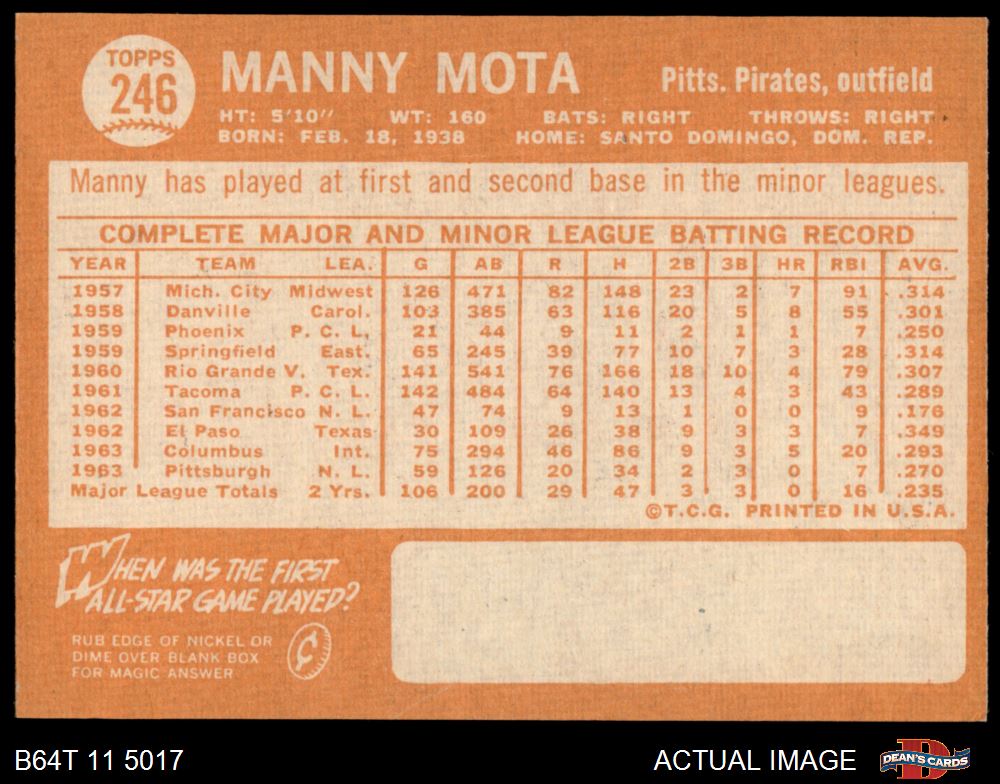 TOPPS
246
MANNY MOTA
Pitts. Pirates, outfield
HT: 5'10" WT: 160 BATS: RIGHT THROWS: RIGHT
BORN: FEB. 18, 1938 HOME: SANTO DOMINGO, DOM. REP.
Manny has played at first and second base in the minor leagues.
COMPLETE MAJOR AND MINOR LEAGUE BATTING RECORD
YEAR TEAM LEA. G AB R H 2B 3B HR RBI AVG.
1957 Mich. City Midwest 126 471 82 148 23 2 7 91 .314
1958 Danville Carol. 103 385 63 116 20 5 8 55 .301
1959 Phoenix P. C. L. 21 44 9 11 2 1 1 7 .250
1959 Springfield East. 65 245 39 77 10 7 3 28 .314
1960 Rio Grande V. Tex. 141 541 76 166 18 10 4 79 .307
1961 Tacoma P. C. L. 142 484 64 140 13 4 3 43 .289
1962 San Francisco N. L. 47 74 9 13 1 0 0 9 .176
1962 El Paso Texas 30 109 26 38 9 3 3 7 .349
1963 Columbus Int. 75 294 46 86 9 3 5 20 .293
1963 Pittsburgh N. L. 59 126 20 34 2 3 0 7 .270
Major League Totals 2 Yrs. 106 200 29 47 3 3 0 16 .235
©T.C.G. PRINTED IN U.S.A.
WHEN WAS THE FIRST
ALL-STAR GAME PLAYED?
RUB EDGE OF NICKEL OR
DIME OVER BLANK BOX
FOR MAGIC ANSWER
¢
B64T 11 5017
ACTUAL IMAGE
DEAN'S CARDS